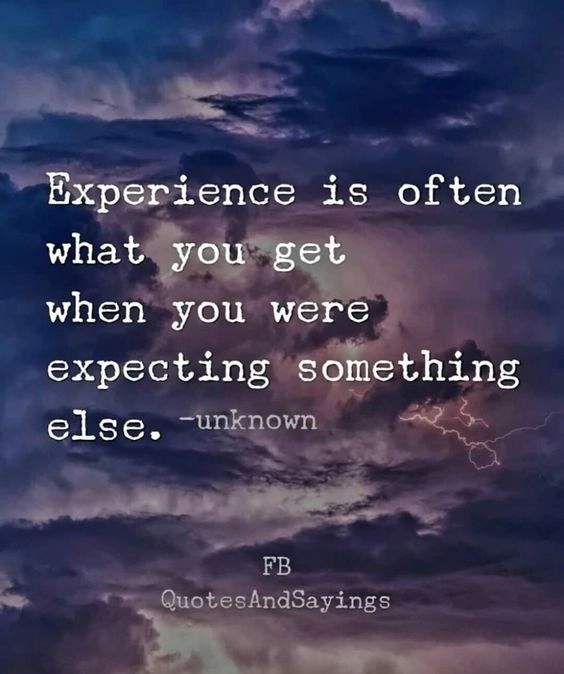 Experience is often
what you get
when you were
expecting something
else. -unknown
FB
QuotesAndSayings